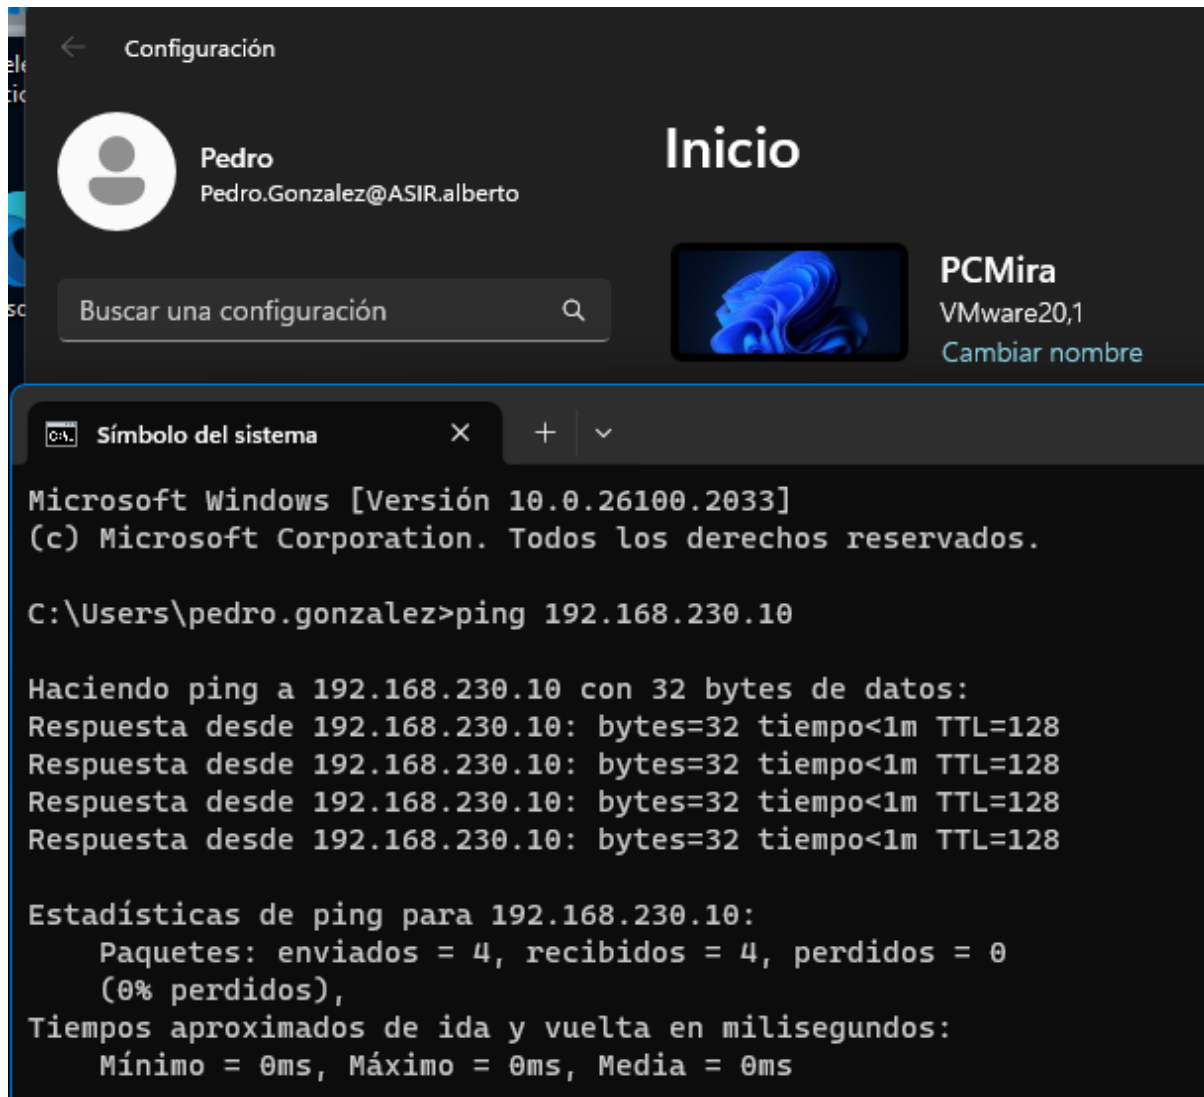 Configuración
Pedro
Pedro.Gonzalez@ASIR.alberto
Buscar una configuración
Inicio
PCMira
VMware20,1
Cambiar nombre
Símbolo del sistema
Microsoft Windows [Versión 10.0.26100.2033]
(c) Microsoft Corporation. Todos los derechos reservados.
C:\Users\pedro.gonzalez>ping 192.168.230.10
Haciendo ping a 192.168.230.10 con 32 bytes de datos:
Respuesta desde 192.168.230.10: bytes=32 tiempo<1m TTL=128
Respuesta desde 192.168.230.10: bytes=32 tiempo<1m TTL=128
Respuesta desde 192.168.230.10: bytes=32 tiempo<1m TTL=128
Respuesta desde 192.168.230.10: bytes=32 tiempo<1m TTL=128
Estadísticas de ping para 192.168.230.10:
Paquetes: enviados = 4, recibidos = 4, perdidos = 0
(0% perdidos),
Tiempos aproximados de ida y vuelta en milisegundos:
Mínimo = 0ms, Máximo = 0ms, Media = 0ms